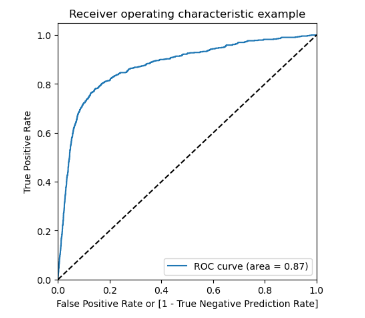 Receiver operating characteristic example
1.0
0.8
0.6
0.4
0.2
0.0
True Positive Rate
ROC curve (area = 0.87)
0.0 0.2 0.4 0.6 0.8 1.0
False Positive Rate or [1 - True Negative Prediction Rate]